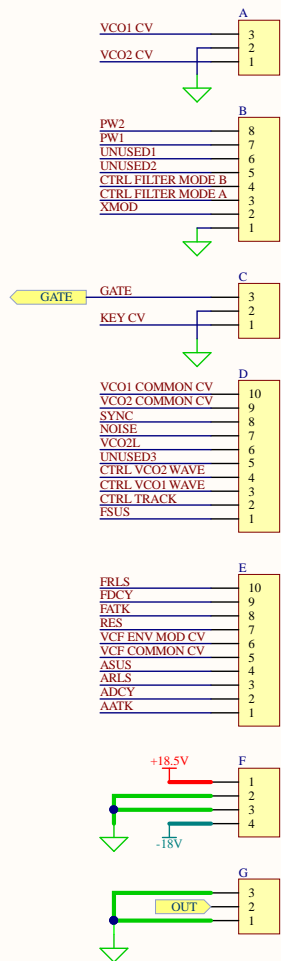 A
VCO1 CV 3
2
VCO2 CV 1
B
PW2 8
PW1 7
UNUSED1 6
UNUSED2 5
CTRL FILTER MODE B 4
CTRL FILTER MODE A 3
XMOD 2
1
C
GATE GATE 3
2
KEY CV 1
D
VCO1 COMMON CV 10
VCO2 COMMON CV 9
SYNC 8
NOISE 7
VCO2L 6
UNUSED3 5
CTRL VCO2 WAVE 4
CTRL VCO1 WAVE 3
CTRL TRACK 2
FSUS 1
E
FRLS 10
FDCY 9
FATK 8
RES 7
VCF ENV MOD CV 6
VCF COMMON CV 5
ASUS 4
ARLS 3
ADCY 2
AATK 1
F
+18.5V 1
2
3
-18V 4
G
3
OUT 2
1